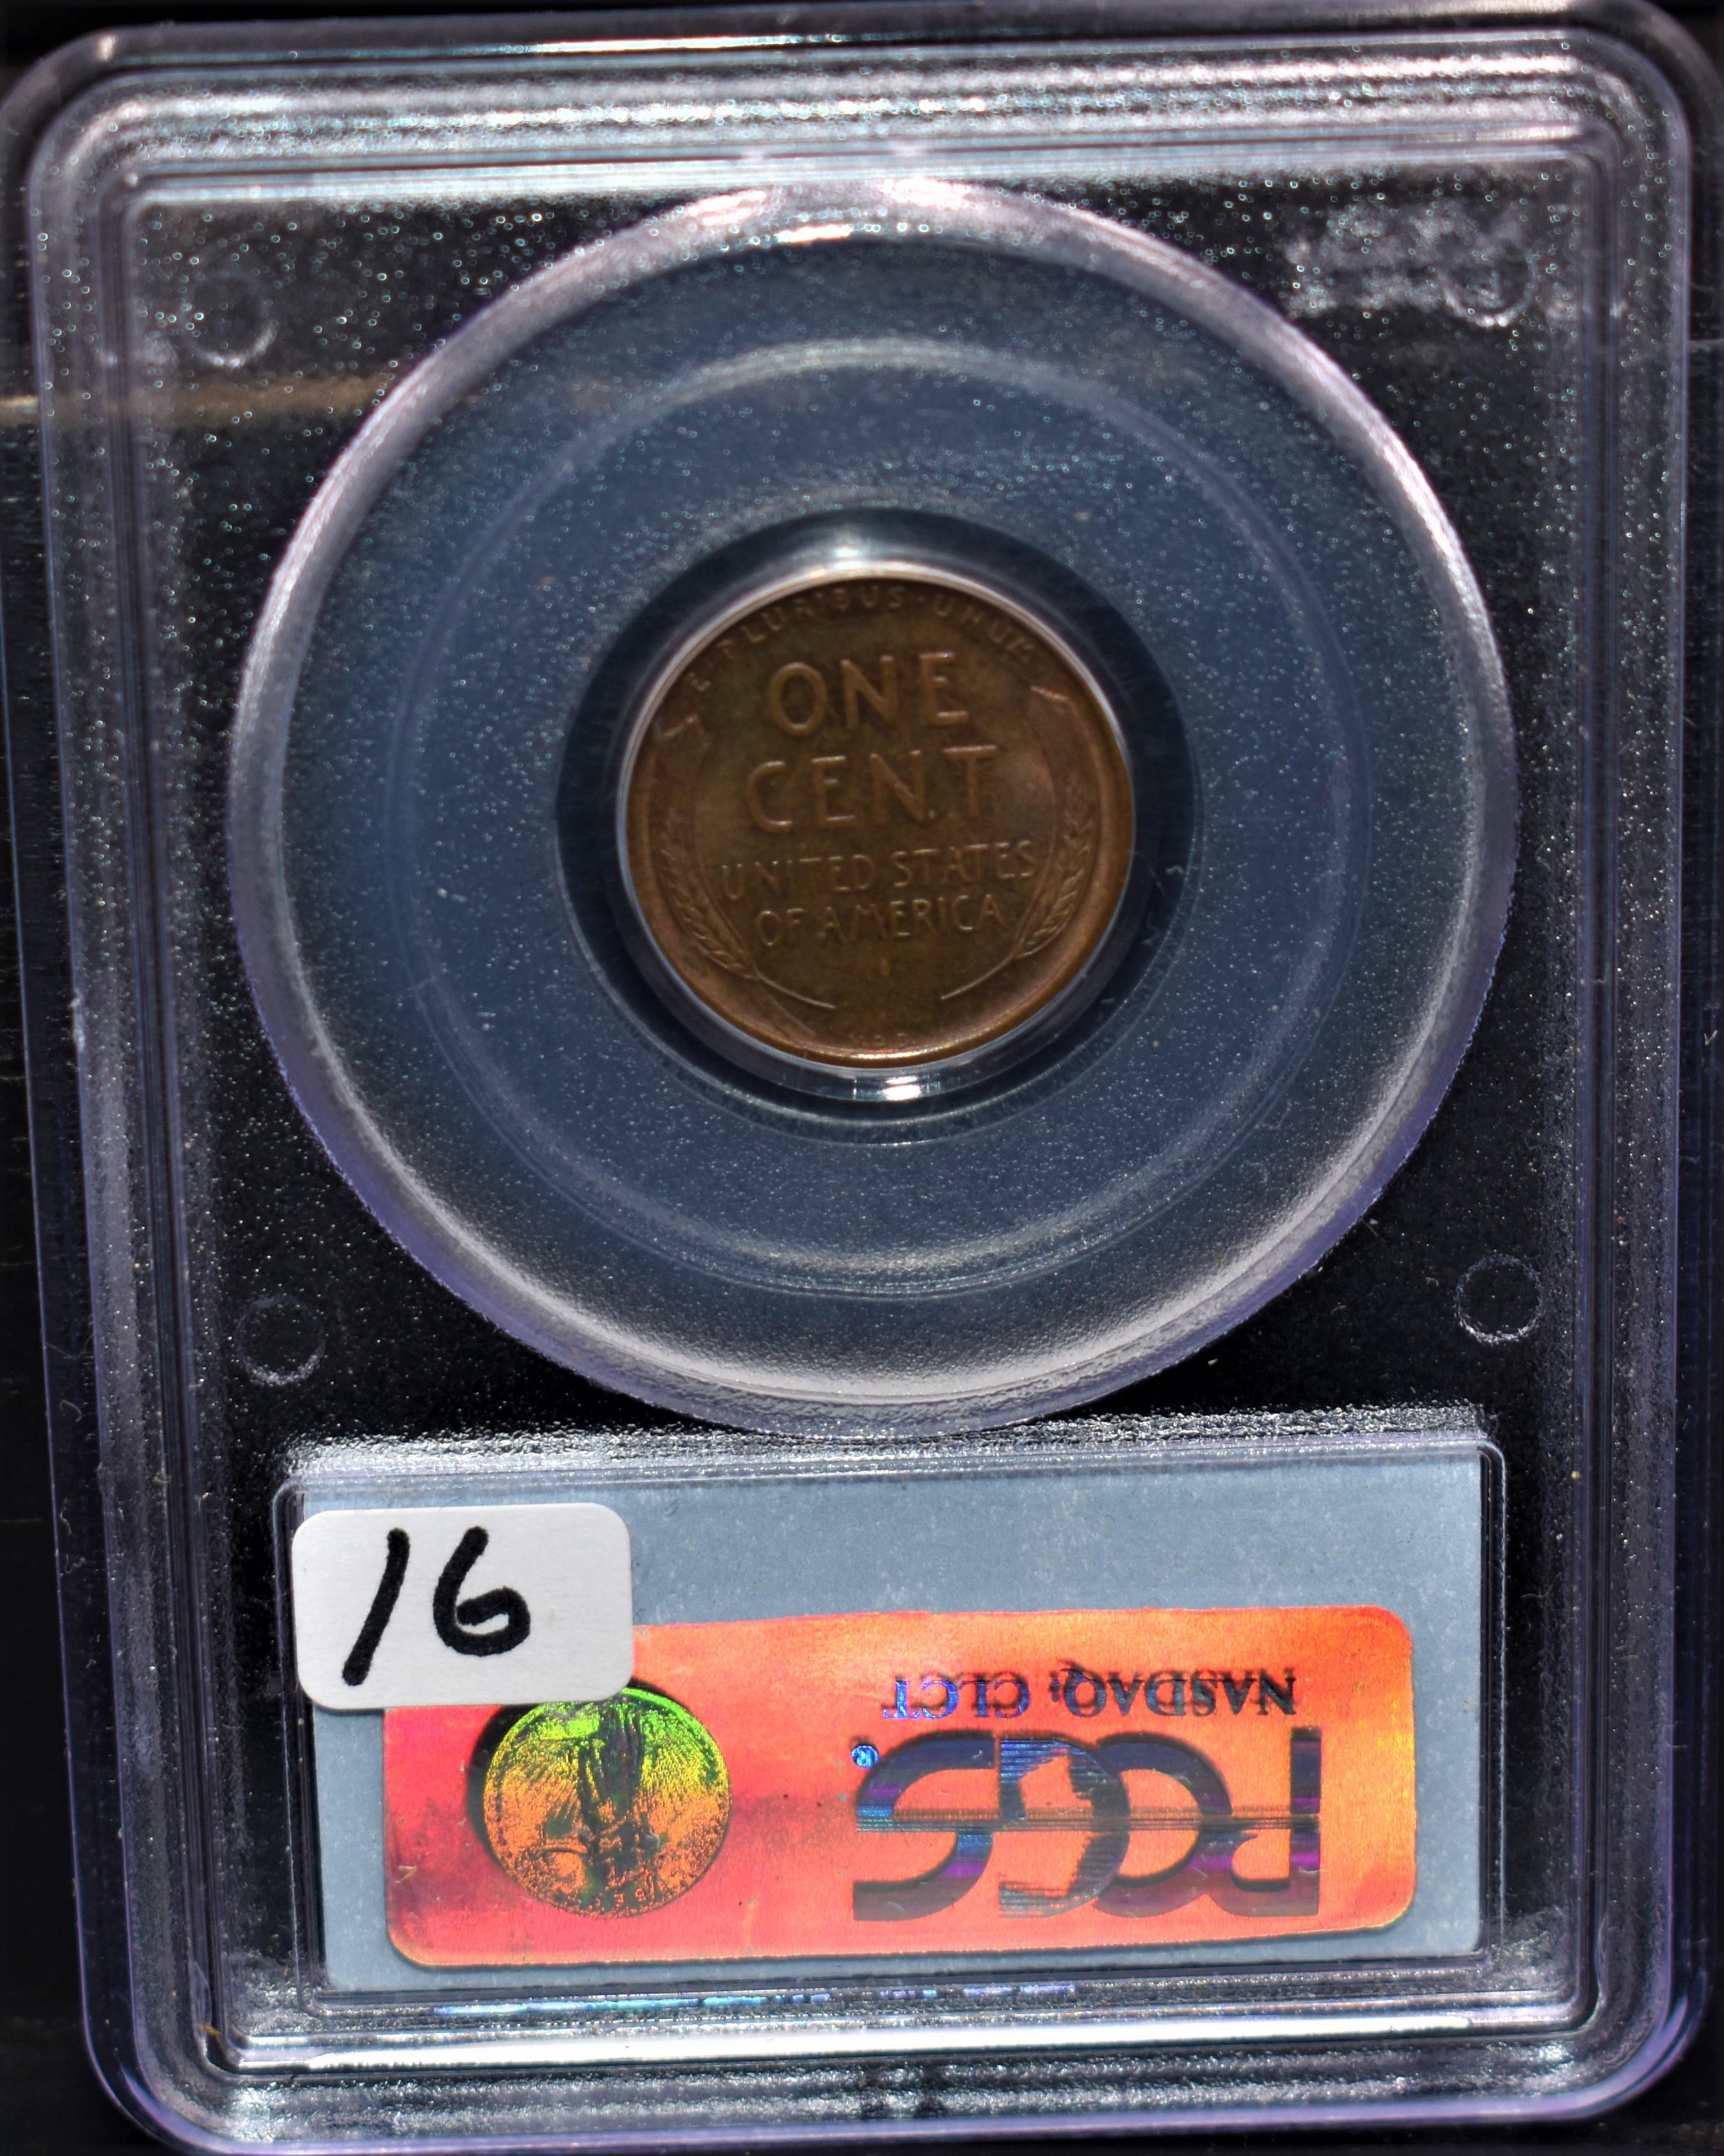 E · PLURIBUS · UNUM
ONE
CENT
UNITED STATES
OF AMERICA
16
NASDAQ: CLCT
PCGS®